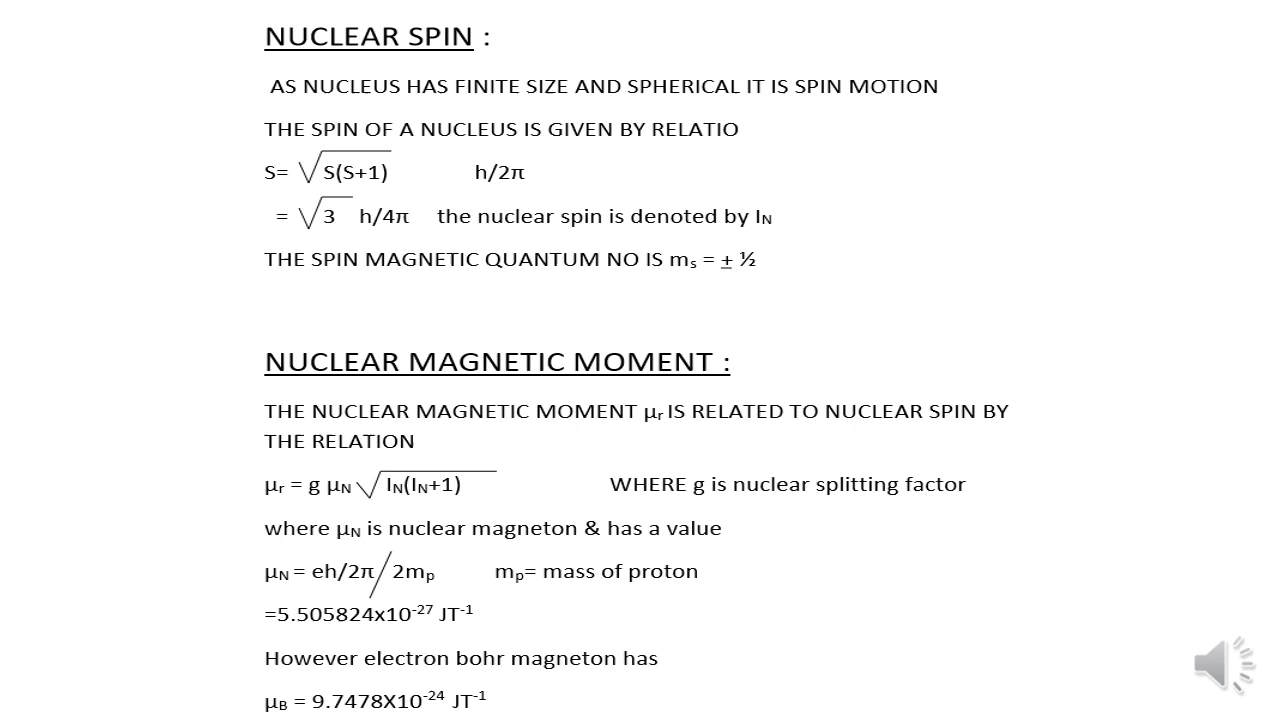 NUCLEAR SPIN :
AS NUCLEUS HAS FINITE SIZE AND SPHERICAL IT IS SPIN MOTION
THE SPIN OF A NUCLEUS IS GIVEN BY RELATIO
S= √S(S+1) h/2π
= √3 h/4π the nuclear spin is denoted by Iₙ
THE SPIN MAGNETIC QUANTUM NO IS mₛ = ± ½
NUCLEAR MAGNETIC MOMENT :
THE NUCLEAR MAGNETIC MOMENT μᵣ IS RELATED TO NUCLEAR SPIN BY
THE RELATION
μᵣ = g μN √IN(IN+1) WHERE g is nuclear splitting factor
where μN is nuclear magneton & has a value
μN = eh/2π/2mₚ mₚ= mass of proton
=5.505824x10⁻²⁷ JT⁻¹
However electron bohr magneton has
μB = 9.7478X10⁻²⁴ JT⁻¹